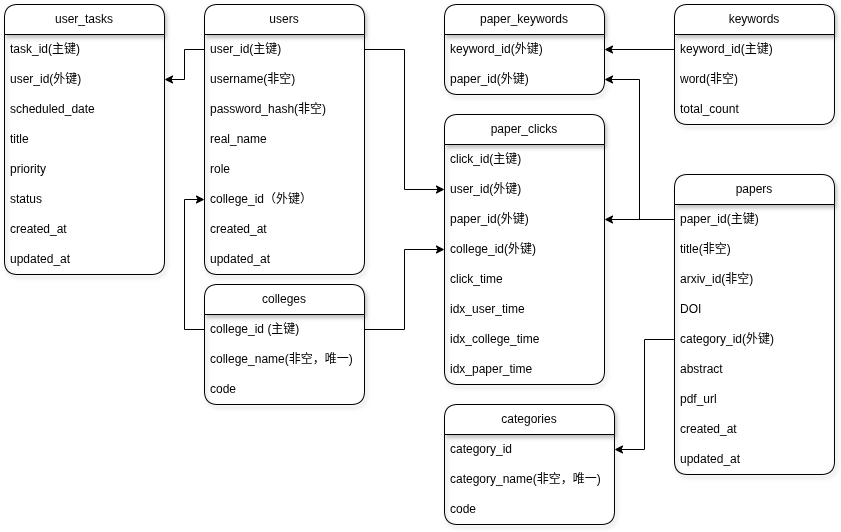 user_tasks
task_id(主键)
user_id(外键)
scheduled_date
title
priority
status
created_at
updated_at
users
user_id(主键)
username(非空)
password_hash(非空)
real_name
role
college_id（外键）
created_at
updated_at
colleges
college_id (主键)
college_name(非空，唯一)
code
paper_keywords
keyword_id(外键)
paper_id(外键)
paper_clicks
click_id(主键)
user_id(外键)
paper_id(外键)
college_id(外键)
click_time
idx_user_time
idx_college_time
idx_paper_time
categories
category_id
category_name(非空，唯一)
code
keywords
keyword_id(主键)
word(非空)
total_count
papers
paper_id(主键)
title(非空)
arxiv_id(非空)
DOI
category_id(外键)
abstract
pdf_url
created_at
updated_at